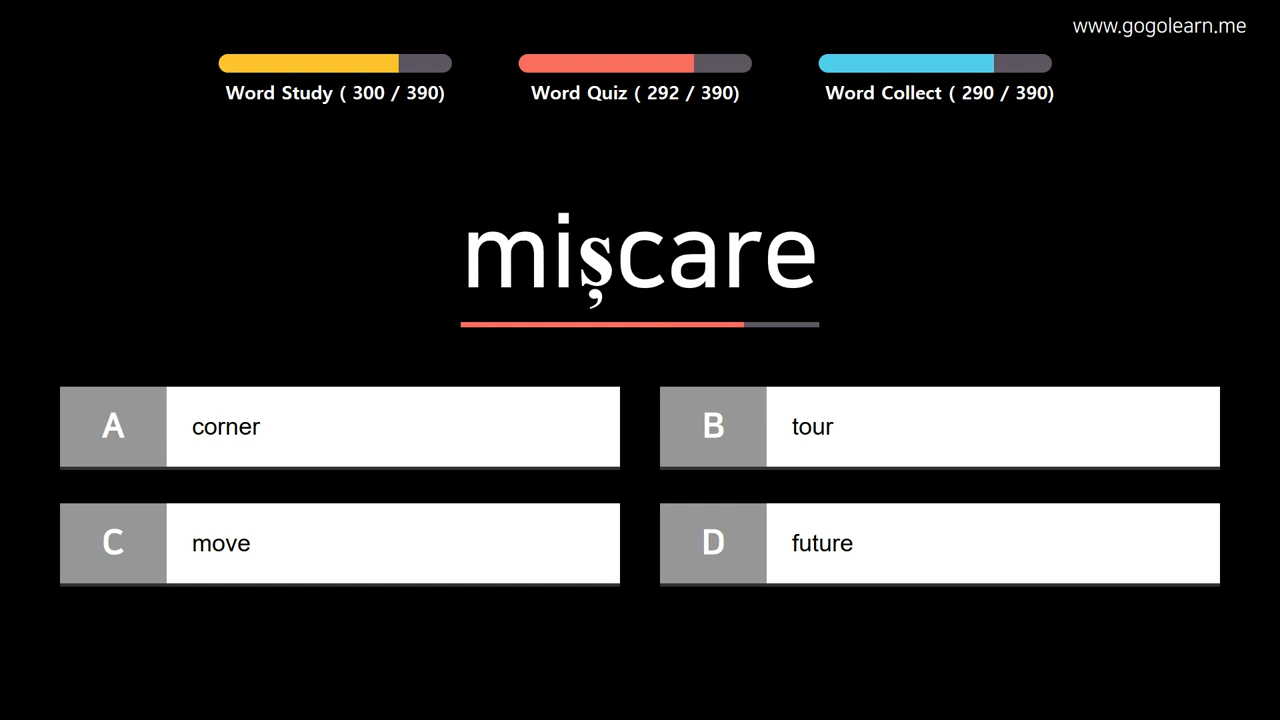 www.gogolearn.me
Word Study ( 300 / 390)
Word Quiz ( 292 / 390)
Word Collect ( 290 / 390)
mișcare
A corner
B tour
C move
D future